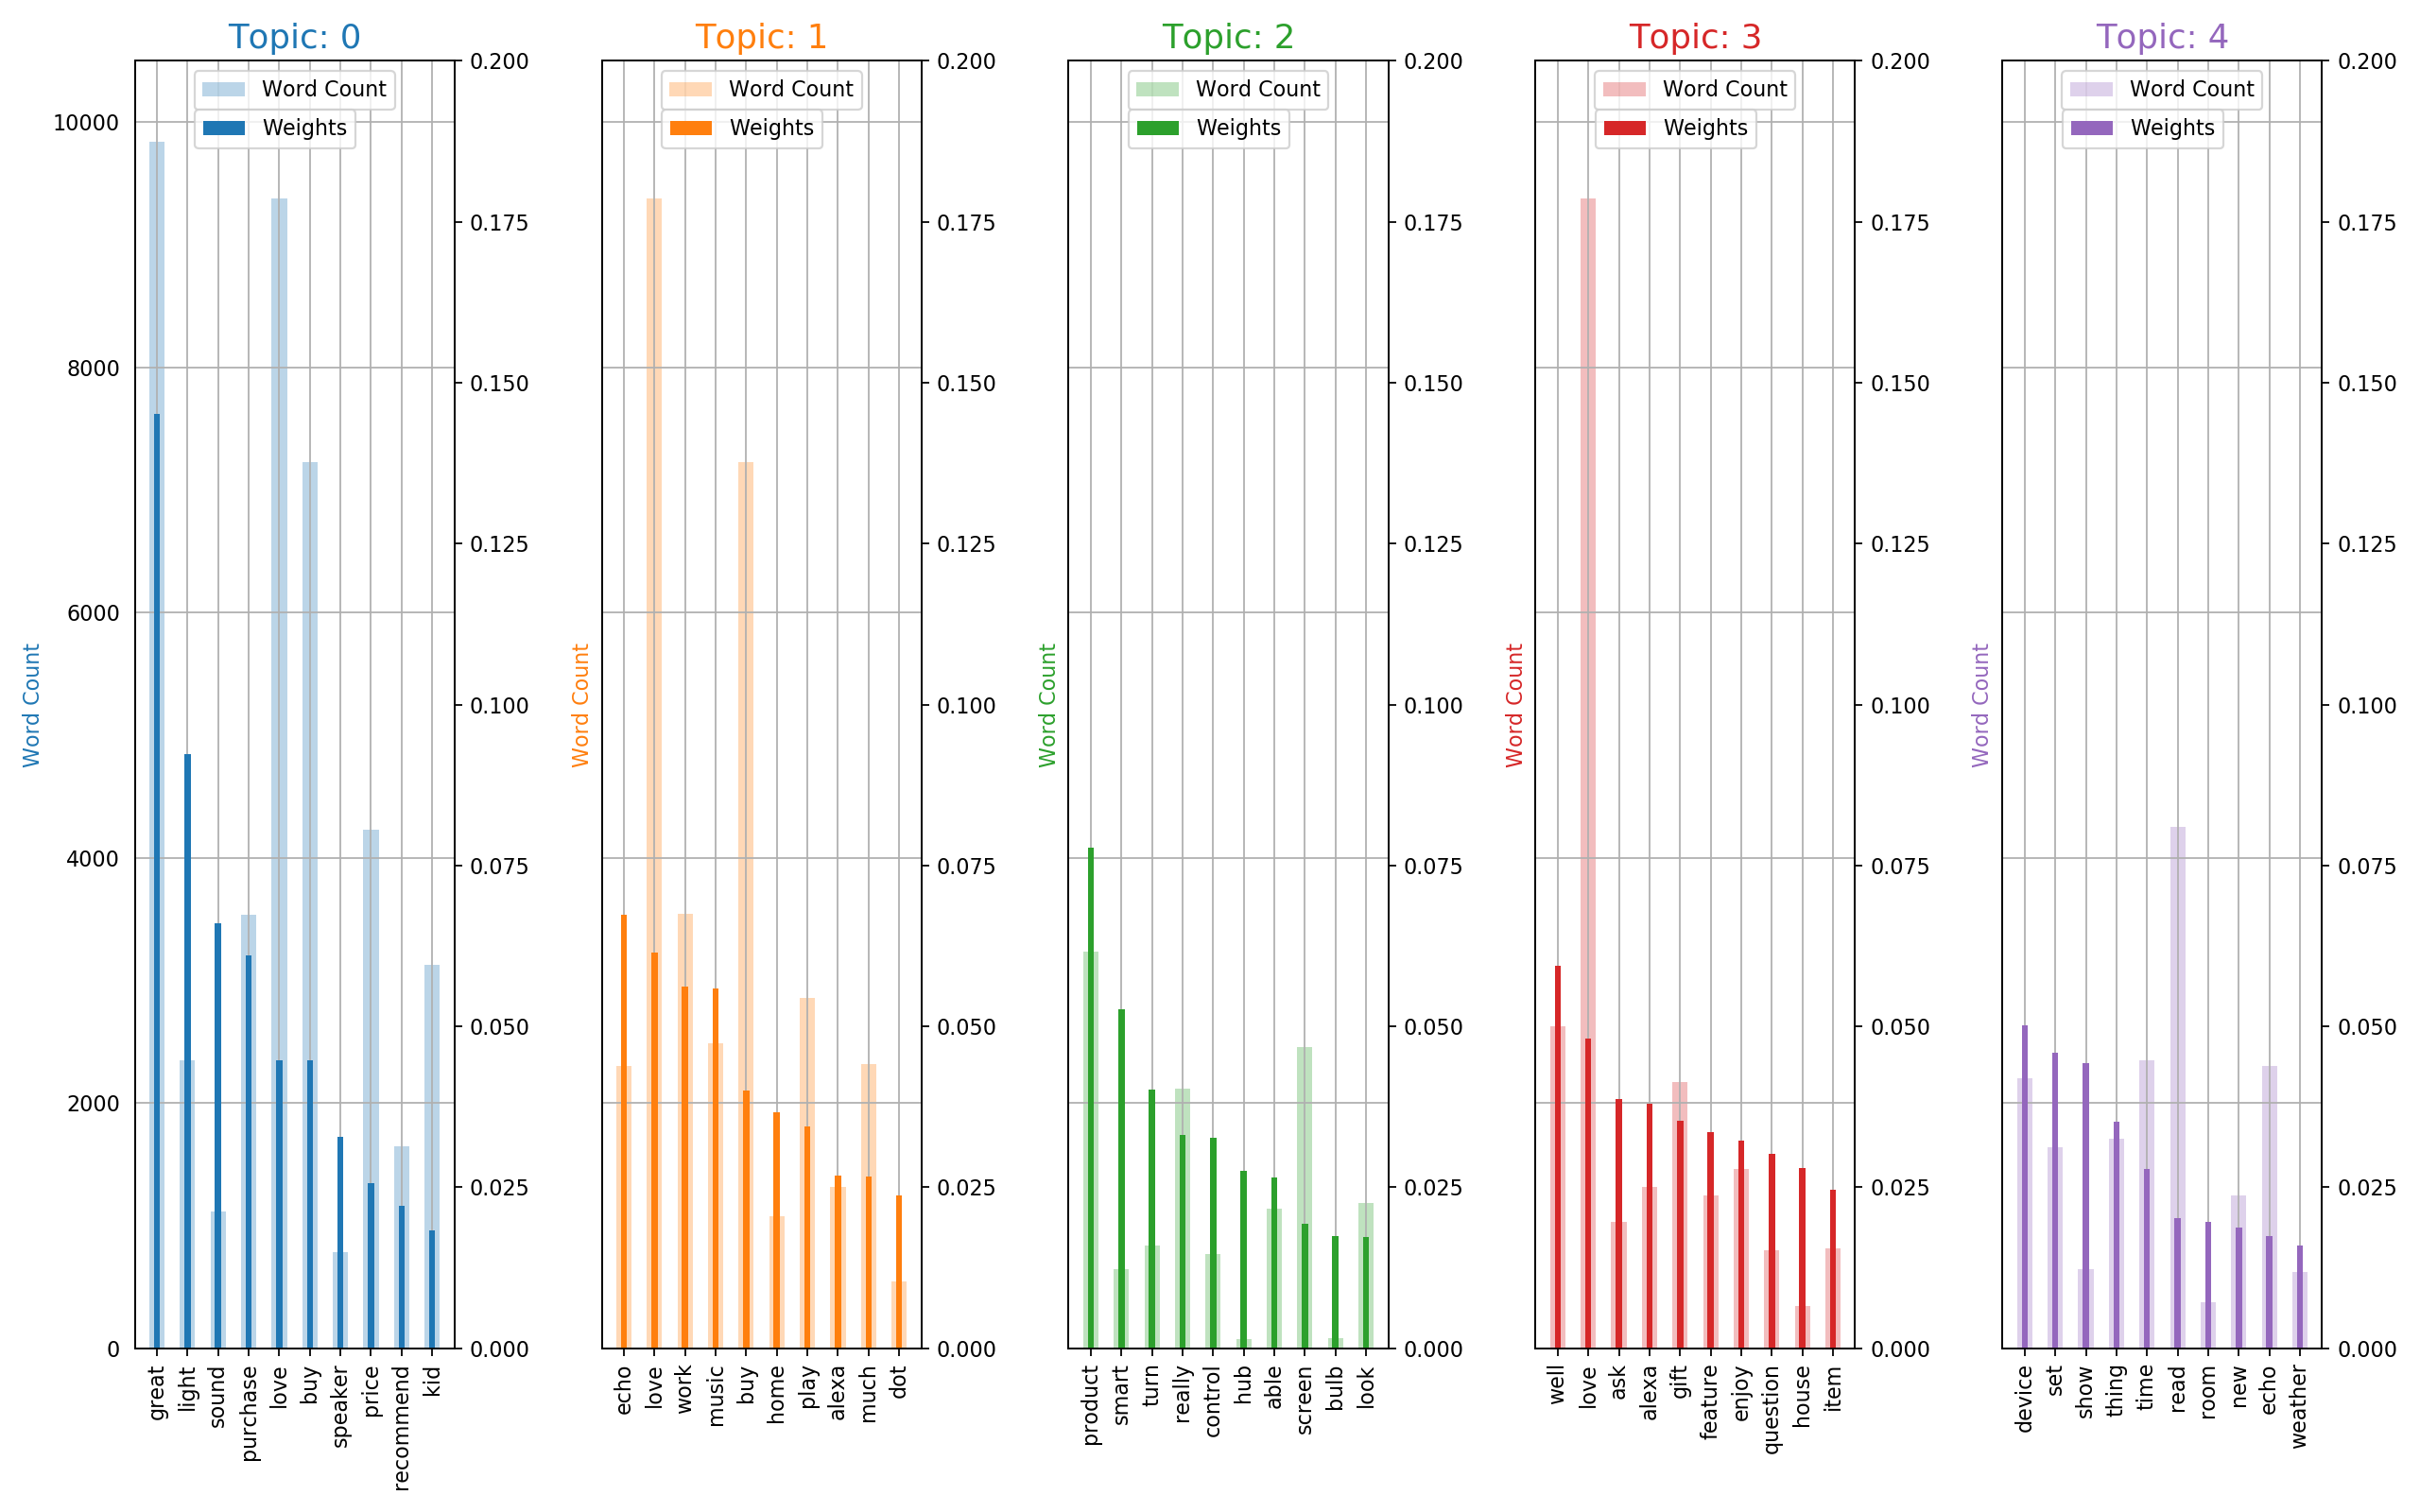 Topic: 0
Word Count
Weights
Word Count
10000
8000
6000
4000
2000
0
0.200
0.175
0.150
0.125
0.100
0.075
0.050
0.025
0.000
great
light
sound
purchase
love
buy
speaker
price
recommend
kid
Topic: 1
Word Count
Weights
Word Count
0.200
0.175
0.150
0.125
0.100
0.075
0.050
0.025
0.000
echo
love
work
music
buy
home
play
alexa
much
dot
Topic: 2
Word Count
Weights
Word Count
0.200
0.175
0.150
0.125
0.100
0.075
0.050
0.025
0.000
product
smart
turn
really
control
hub
able
screen
bulb
look
Topic: 3
Word Count
Weights
Word Count
0.200
0.175
0.150
0.125
0.100
0.075
0.050
0.025
0.000
well
love
ask
alexa
gift
feature
enjoy
question
house
item
Topic: 4
Word Count
Weights
Word Count
0.200
0.175
0.150
0.125
0.100
0.075
0.050
0.025
0.000
device
set
show
thing
time
read
room
new
echo
weather